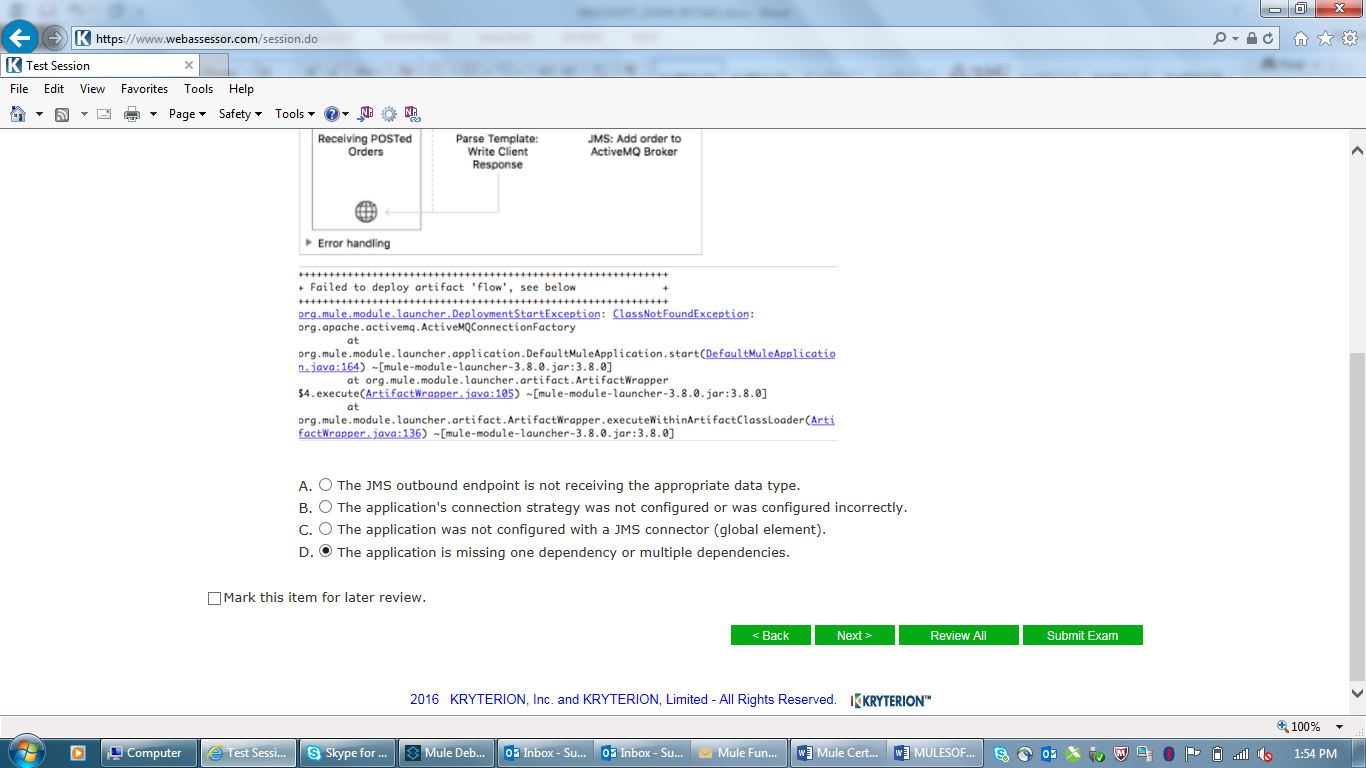 https://www.webassessor.com/session.do
Test Session
File Edit View Favorites Tools Help
Page Safety Tools
Receiving POSTed
Orders
Parse Template:
Write Client
Response
JMS: Add order to
ActiveMQ Broker
Error handling
+++++++++++++++++++++++++++++++++++++++++++++++++++++++++++++
+ Failed to deploy artifact 'flow', see below +
+++++++++++++++++++++++++++++++++++++++++++++++++++++++++++++
org.mule.module.launcher.DeploymentStartException: ClassNotFoundException:
org.apache.activemq.ActiveMQConnectionFactory
at
org.mule.module.launcher.application.DefaultMuleApplication.start(DefaultMuleApplicatio
n.java:164) ~[mule-module-launcher-3.8.0.jar:3.8.0]
at org.mule.module.launcher.artifact.ArtifactWrapper
$4.execute(ArtifactWrapper.java:105) ~[mule-module-launcher-3.8.0.jar:3.8.0]
at
org.mule.module.launcher.artifact.ArtifactWrapper.executeWithinArtifactClassLoader(Arti
factWrapper.java:136) ~[mule-module-launcher-3.8.0.jar:3.8.0]
A. The JMS outbound endpoint is not receiving the appropriate data type.
B. The application's connection strategy was not configured or was configured incorrectly.
C. The application was not configured with a JMS connector (global element).
D. The application is missing one dependency or multiple dependencies.
Mark this item for later review.
< Back Next > Review All Submit Exam
2016 KRYTERION, Inc. and KRYTERION, Limited - All Rights Reserved. KRYTERION™
100%
Computer Test Sessi... Skype for ... Mule Deb... Inbox - Su... Inbox - Su... Mule Fun... Mule Cert... MULESOF... 1:54 PM